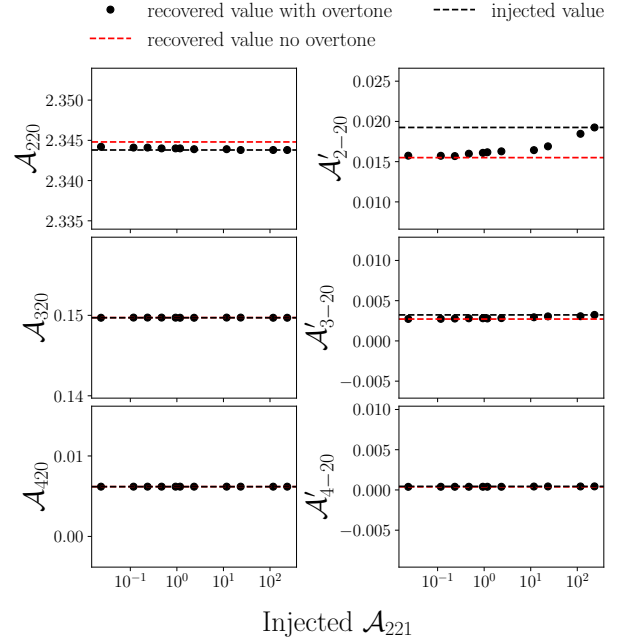 recovered value with overtone
injected value
recovered value no overtone
2.350
2.345
2.340
2.335
𝒜₂₂₀
0.025
0.020
0.015
0.010
𝒜′₂₋₂₀
0.15
0.14
𝒜₃₂₀
0.010
0.005
0.000
−0.005
𝒜′₃₋₂₀
0.01
0.00
𝒜₄₂₀
0.010
0.005
0.000
−0.005
𝒜′₄₋₂₀
10⁻¹ 10⁰ 10¹ 10²
10⁻¹ 10⁰ 10¹ 10²
Injected 𝒜₂₂₁